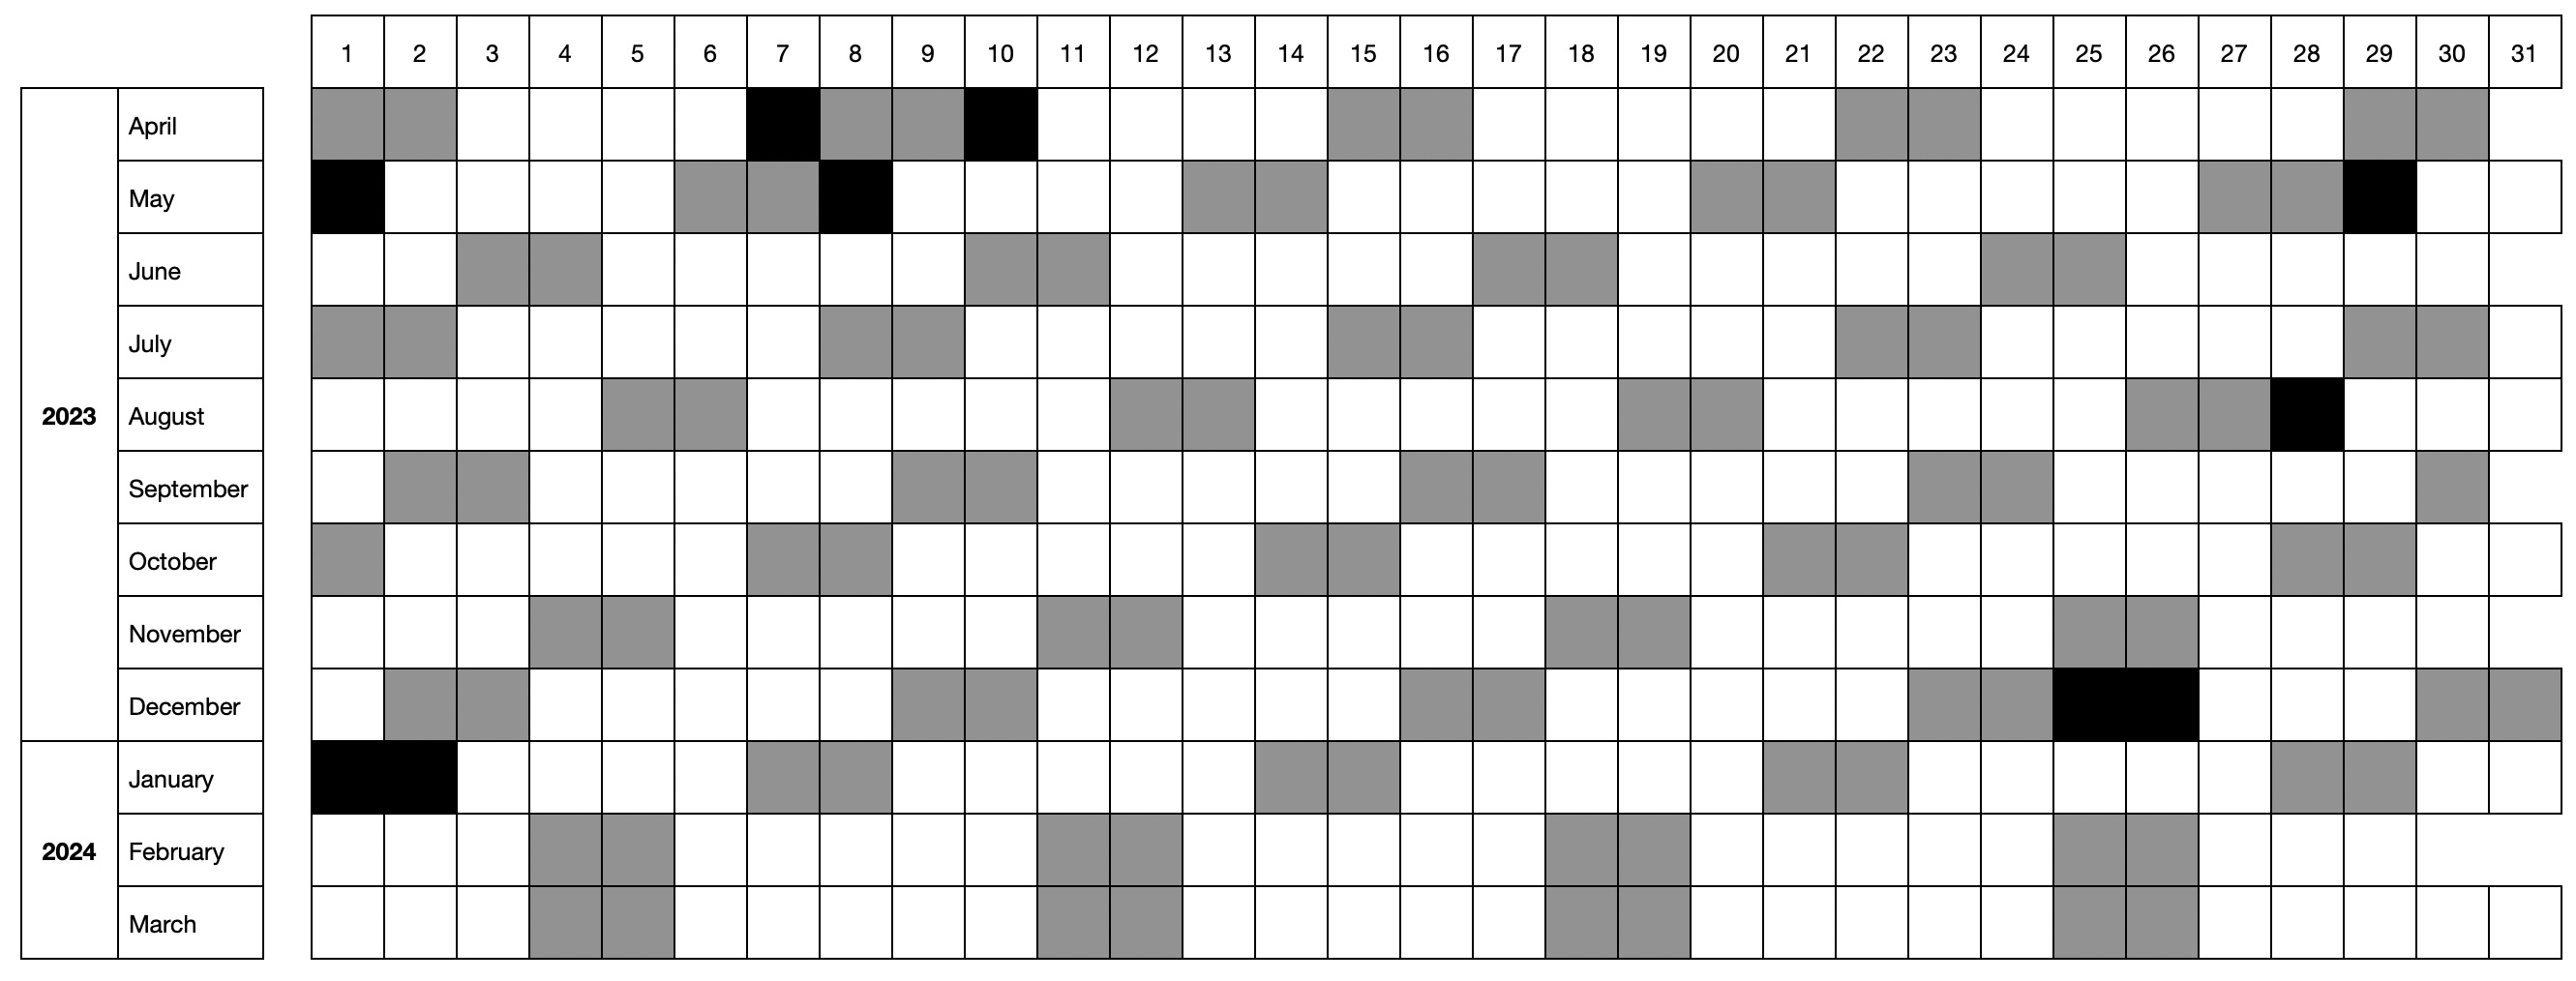 1 2 3 4 5 6 7 8 9 10 11 12 13 14 15 16 17 18 19 20 21 22 23 24 25 26 27 28 29 30 31
April
May
June
July
2023 August
September
October
November
December
January
2024 February
March